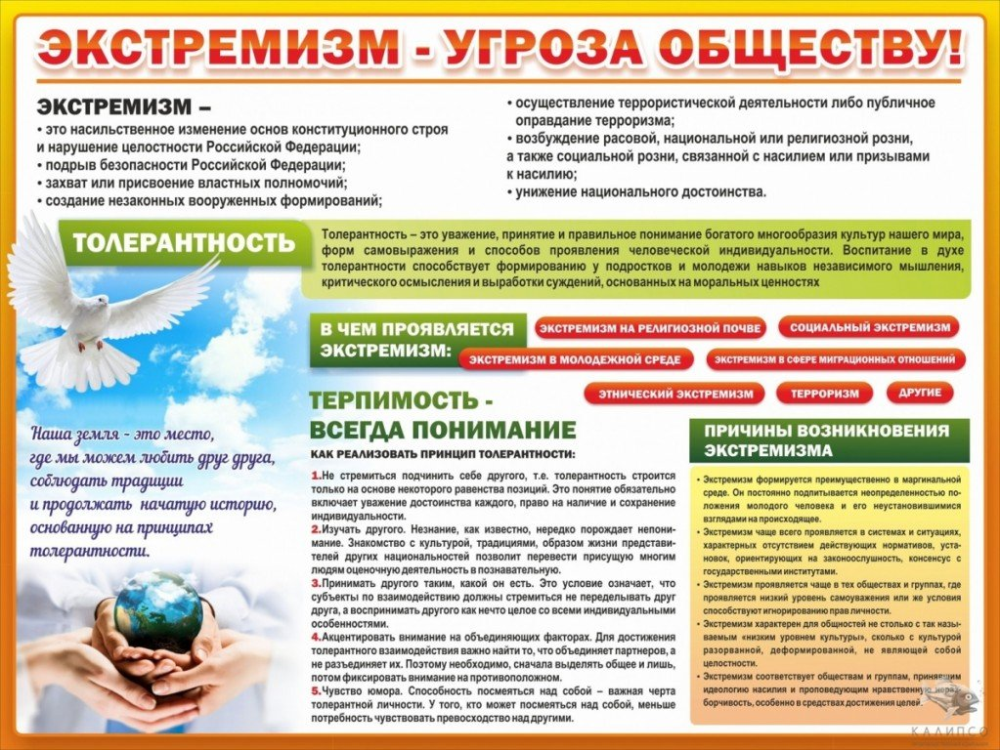 ЭКСТРЕМИЗМ - УГРОЗА ОБЩЕСТВУ!
ЭКСТРЕМИЗМ –
• это насильственное изменение основ конституционного строя
и нарушение целостности Российской Федерации;
• подрыв безопасности Российской Федерации;
• захват или присвоение властных полномочий;
• создание незаконных вооруженных формирований;
• осуществление террористической деятельности либо публичное
оправдание терроризма;
• возбуждение расовой, национальной или религиозной розни,
а также социальной розни, связанной с насилием или призывами
к насилию;
• унижение национального достоинства.
ТОЛЕРАНТНОСТЬ
Толерантность – это уважение, принятие и правильное понимание богатого многообразия культур нашего мира,
форм самовыражения и способов проявления человеческой индивидуальности. Воспитание в духе
толерантности способствует формированию у подростков и молодежи навыков независимого мышления,
критического осмысления и выработки суждений, основанных на моральных ценностях
В ЧЕМ ПРОЯВЛЯЕТСЯ
ЭКСТРЕМИЗМ:
ЭКСТРЕМИЗМ НА РЕЛИГИОЗНОЙ ПОЧВЕ
СОЦИАЛЬНЫЙ ЭКСТРЕМИЗМ
ЭКСТРЕМИЗМ В МОЛОДЕЖНОЙ СРЕДЕ
ЭКСТРЕМИЗМ В СФЕРЕ МИГРАЦИОННЫХ ОТНОШЕНИЙ
ЭТНИЧЕСКИЙ ЭКСТРЕМИЗМ
ТЕРРОРИЗМ
ДРУГИЕ
Наша земля – это место,
где мы можем любить друг друга,
соблюдать традиции
и продолжать начатую историю,
основанную на принципах
толерантности.
ТЕРПИМОСТЬ -
ВСЕГДА ПОНИМАНИЕ
КАК РЕАЛИЗОВАТЬ ПРИНЦИП ТОЛЕРАНТНОСТИ:
1.Не стремиться подчинить себе другого, т.е. толерантность строится
только на основе некоторого равенства позиций. Это понятие обязательно
включает уважение достоинства каждого, право на наличие и сохранение
индивидуальности.
2.Изучать другого. Незнание, как известно, нередко порождает непони-
мание. Знакомство с культурой, традициями, образом жизни представи-
телей других национальностей позволит перевести присущую многим
людям оценочную деятельность в познавательную.
3.Принимать другого таким, какой он есть. Это условие означает, что
субъекты по взаимодействию должны стремиться не переделывать друг
друга, а воспринимать другого как нечто целое со всеми индивидуальными
особенностями.
4.Акцентировать внимание на объединяющих факторах. Для достижения
толерантного взаимодействия важно найти то, что объединяет партнеров, а
не разъединяет их. Поэтому необходимо, сначала выделять общее и лишь,
потом фиксировать внимание на противоположном.
5.Чувство юмора. Способность посмеяться над собой – важная черта
толерантной личности. У того, кто может посмеяться над собой, меньше
потребность чувствовать превосходство над другими.
ПРИЧИНЫ ВОЗНИКНОВЕНИЯ
ЭКСТРЕМИЗМА
• Экстремизм формируется преимущественно в маргинальной
среде. Он постоянно подпитывается неопределенностью по-
ложения молодого человека и его неустановившимися
взглядами на происходящее.
• Экстремизм чаще всего проявляется в системах и ситуациях,
характерных отсутствием действующих нормативов, уста-
новок, ориентирующих на законоослушность, консенсус с
государственными институтами.
• Экстремизм проявляется чаще в тех обществах и группах, где
проявляется низкий уровень самоуважения или же условия
способствуют игнорированию прав личности.
• Экстремизм характерен для общностей не столько с так назы-
ваемым «низким уровнем культуры», сколько с культурой
разорванной, деформированной, не являющей собой
целостности.
• Экстремизм соответствует обществам и группам, принявшим
идеологию насилия и проповедующим нравственную нераз-
борчивость, особенно в средствах достижения целей.
КАЛИПСО